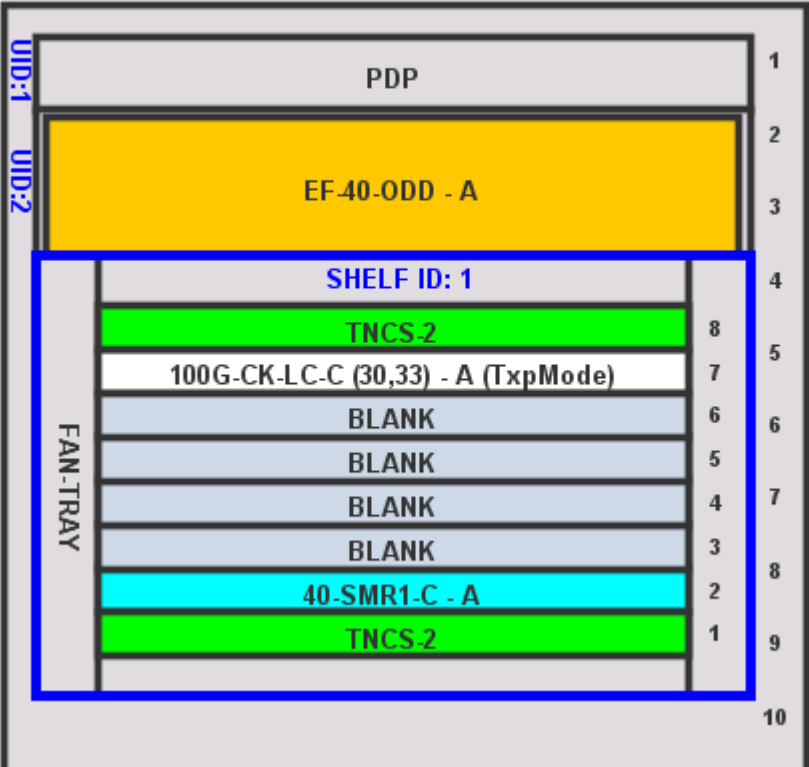 UID:1
PDP
1
UID:2
2
EF-40-ODD - A
3
SHELF ID: 1
4
TNCS-2
8
5
100G-CK-LC-C (30,33) - A (TxpMode)
7
FAN-TRAY
BLANK
6
6
BLANK
5
BLANK
4
7
BLANK
3
8
40-SMR1-C - A
2
TNCS-2
1
9
10